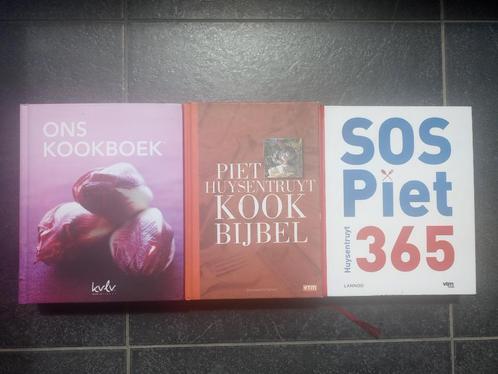 ONS
KOOKBOEK
kvlv
PIET
HUYSENTRUYT
KOOK
BIJBEL
vtm
SOS
Piet
Huysentruyt
365
LANNOO
vtm